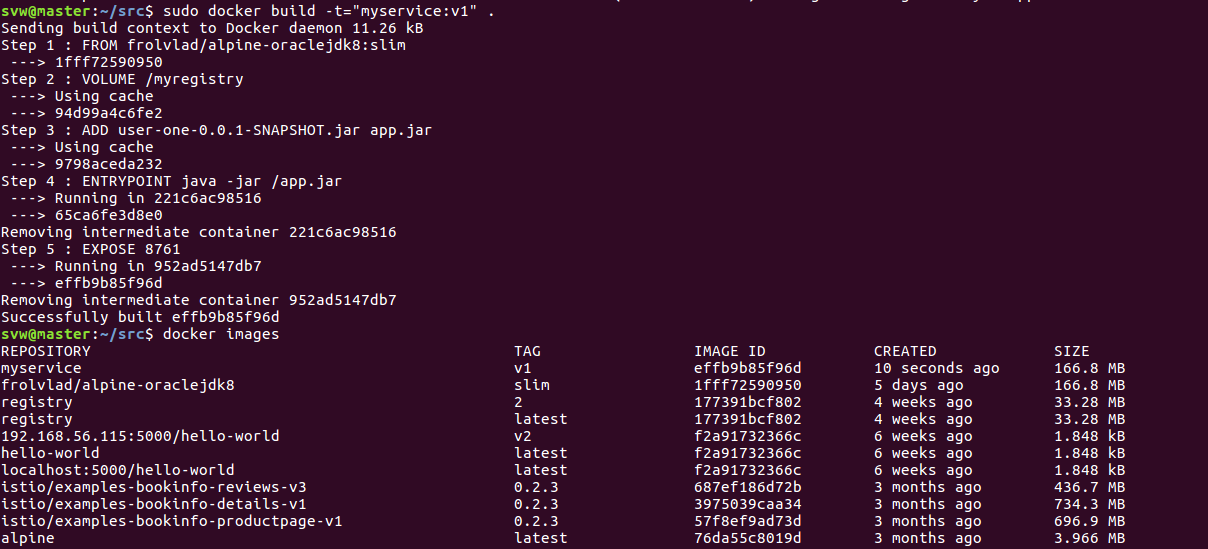 svw@master:~/src$ sudo docker build -t="myservice:v1" .
Sending build context to Docker daemon 11.26 kB
Step 1 : FROM frolvlad/alpine-oraclejdk8:slim
 ---> 1fff72590950
Step 2 : VOLUME /myregistry
 ---> Using cache
 ---> 94d99a4c6fe2
Step 3 : ADD user-one-0.0.1-SNAPSHOT.jar app.jar
 ---> Using cache
 ---> 9798aceda232
Step 4 : ENTRYPOINT java -jar /app.jar
 ---> Running in 221c6ac98516
 ---> 65ca6fe3d8e0
Removing intermediate container 221c6ac98516
Step 5 : EXPOSE 8761
 ---> Running in 952ad5147db7
 ---> effb9b85f96d
Removing intermediate container 952ad5147db7
Successfully built effb9b85f96d
svw@master:~/src$ docker images
REPOSITORY TAG IMAGE ID CREATED SIZE
myservice v1 effb9b85f96d 10 seconds ago 166.8 MB
frolvlad/alpine-oraclejdk8 slim 1fff72590950 5 days ago 166.8 MB
registry 2 177391bcf802 4 weeks ago 33.28 MB
registry latest 177391bcf802 4 weeks ago 33.28 MB
192.168.56.115:5000/hello-world v2 f2a91732366c 6 weeks ago 1.848 kB
hello-world latest f2a91732366c 6 weeks ago 1.848 kB
localhost:5000/hello-world latest f2a91732366c 6 weeks ago 1.848 kB
istio/examples-bookinfo-reviews-v3 0.2.3 687ef186d72b 3 months ago 436.7 MB
istio/examples-bookinfo-details-v1 0.2.3 3975039caa34 3 months ago 734.3 MB
istio/examples-bookinfo-productpage-v1 0.2.3 57f8ef9ad73d 3 months ago 696.9 MB
alpine latest 76da55c8019d 3 months ago 3.966 MB